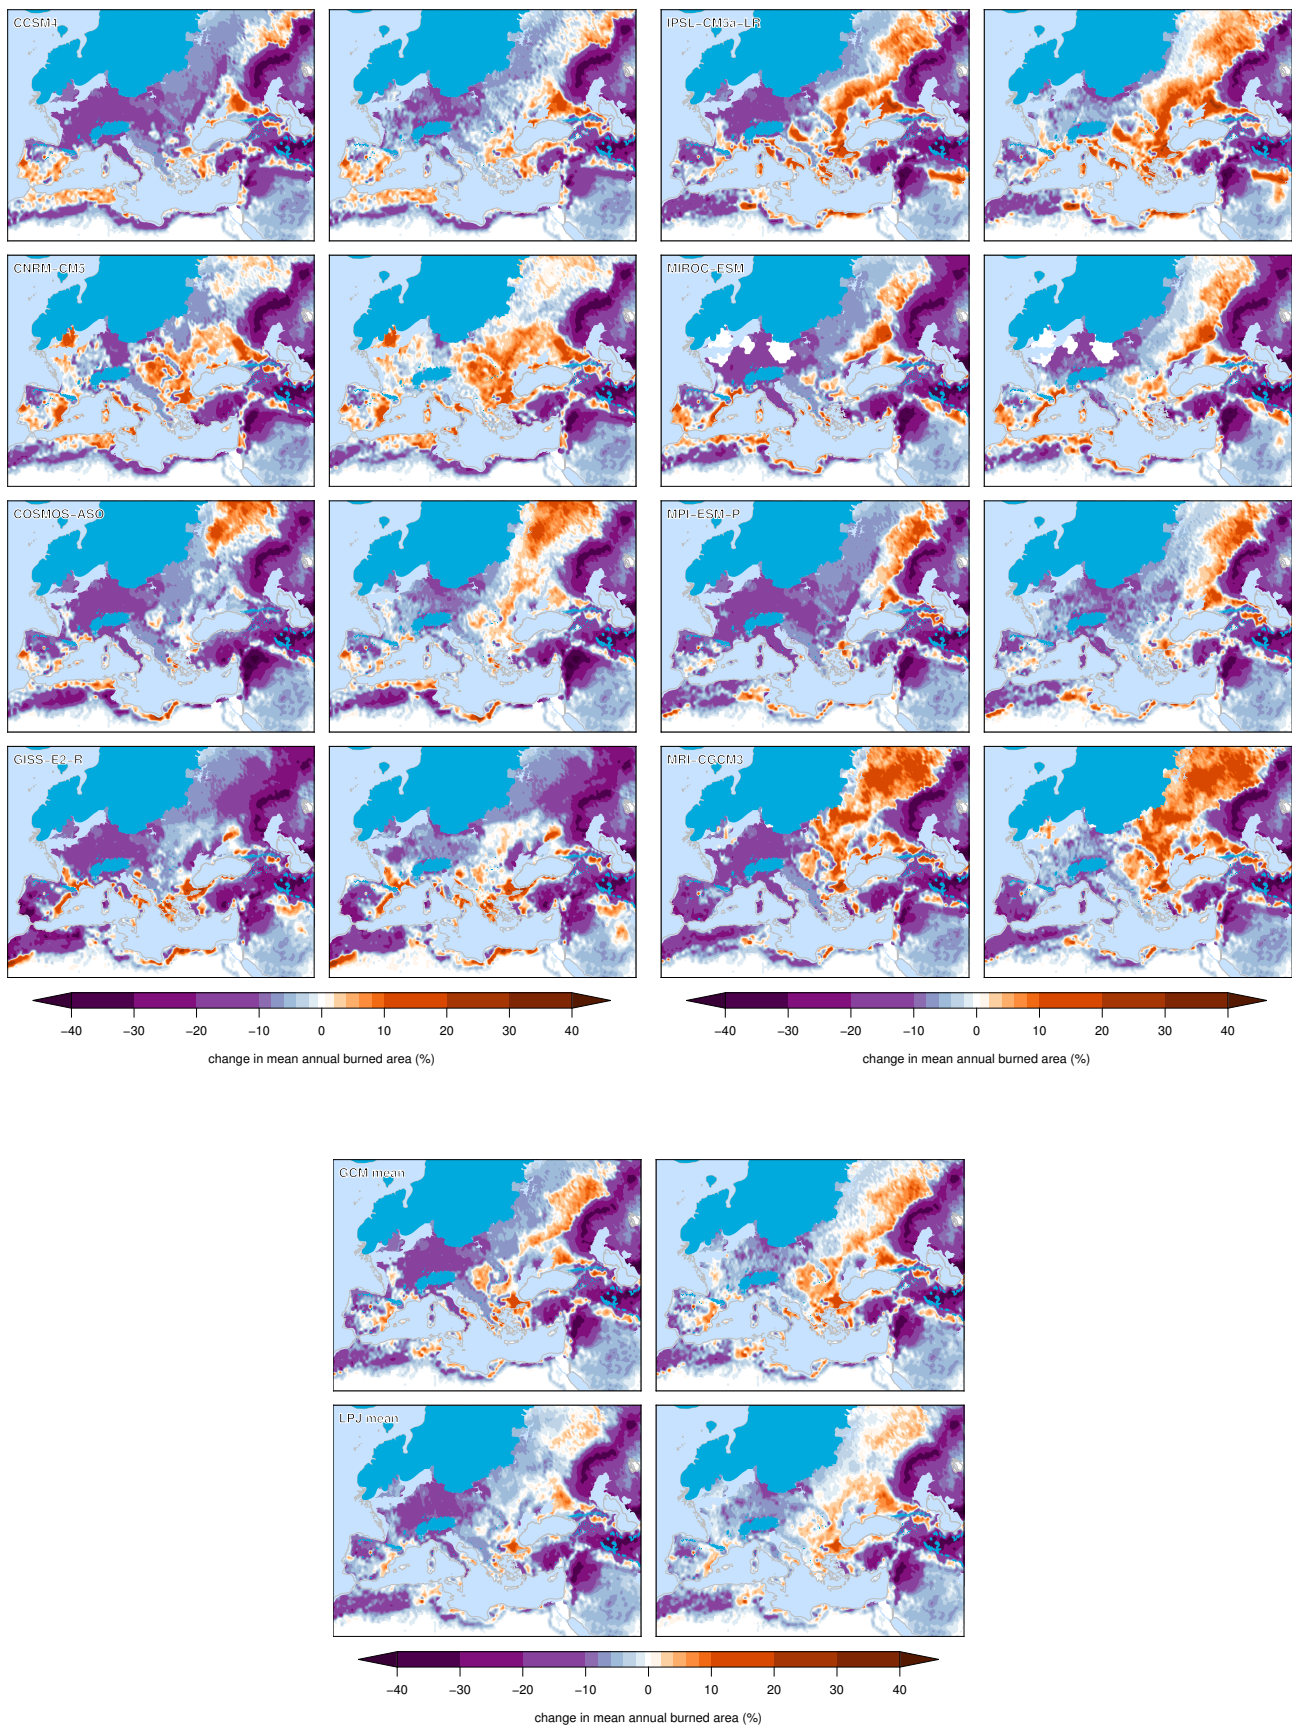 CCSM4
IPSL-CM5a-LR
CNRM-CM5
MIROC-ESM
COSMOS-ASO
MPI-ESM-P
GISS-E2-R
MRI-CGCM3
−40 −30 −20 −10 0 10 20 30 40
change in mean annual burned area (%)
−40 −30 −20 −10 0 10 20 30 40
change in mean annual burned area (%)
GCM mean
LPJ mean
−40 −30 −20 −10 0 10 20 30 40
change in mean annual burned area (%)